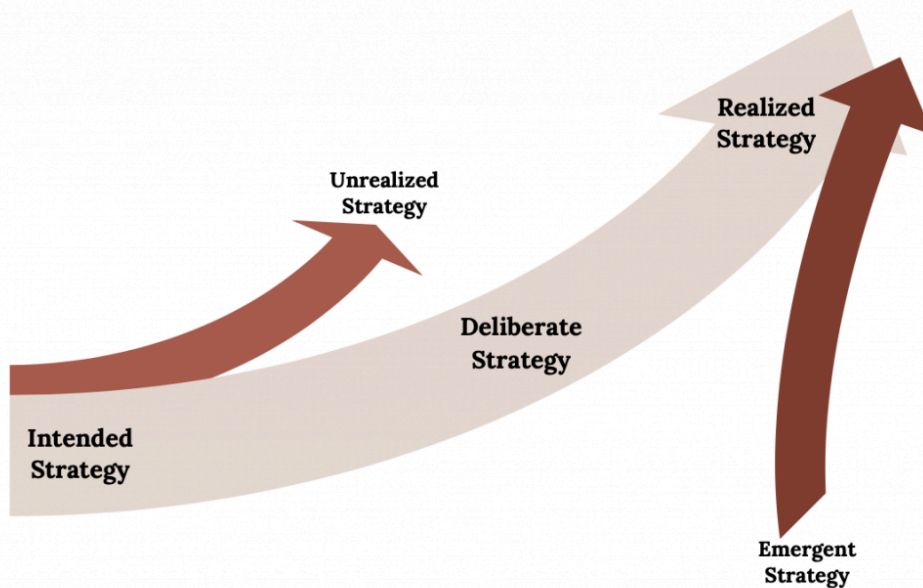 Realized
Strategy
Unrealized
Strategy
Deliberate
Strategy
Intended
Strategy
Emergent
Strategy